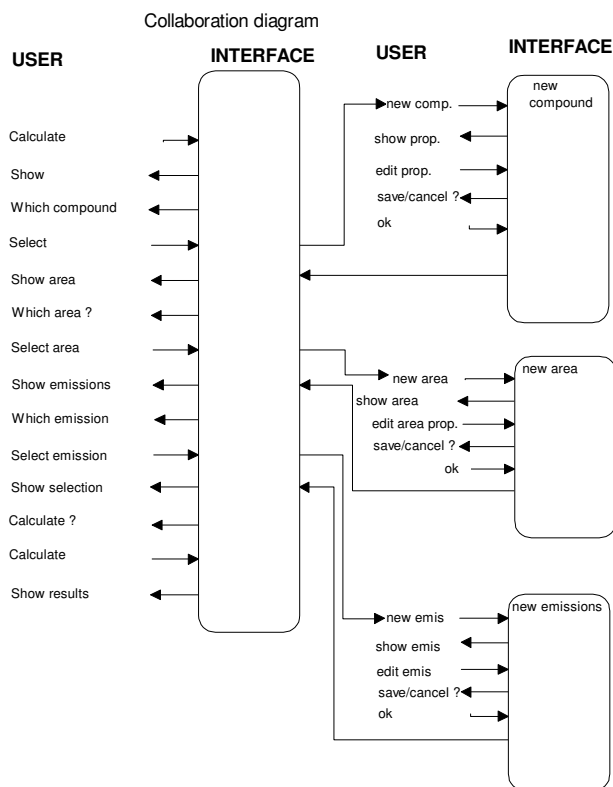 Collaboration diagram
USER
INTERFACE
USER
INTERFACE
Calculate
Show
Which compound
Select
Show area
Which area ?
Select area
Show emissions
Which emission
Select emission
Show selection
Calculate ?
Calculate
Show results
new comp.
show prop.
edit prop.
save/cancel ?
ok
new
compound
new area
show area
edit area prop.
save/cancel ?
ok
new area
new emis
show emis
edit emis
save/cancel ?
ok
new emissions